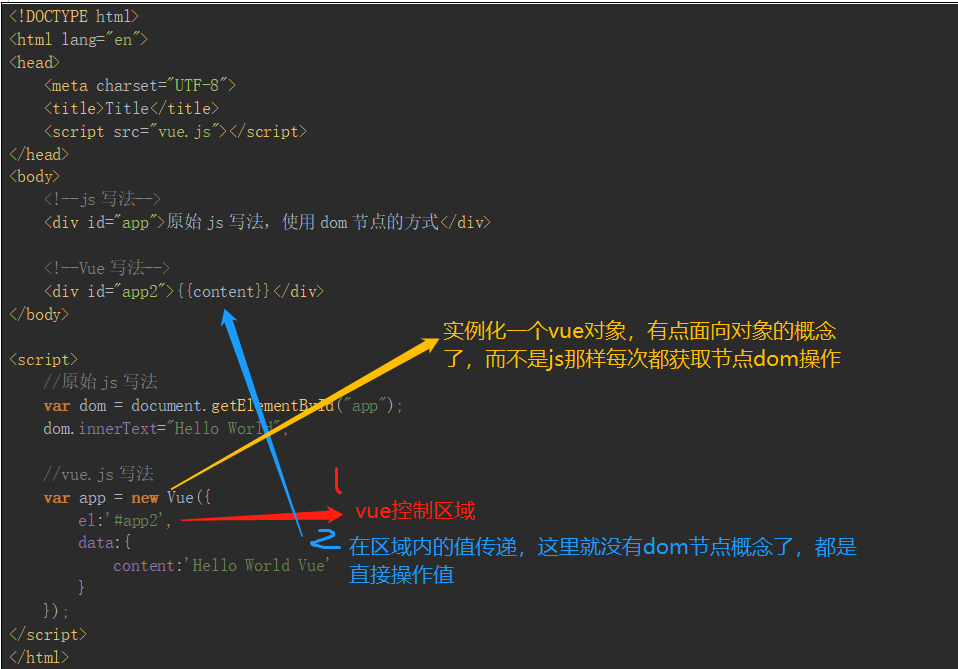 <!DOCTYPE html>
<html lang="en">
<head>
    <meta charset="UTF-8">
    <title>Title</title>
    <script src="vue.js"></script>
</head>
<body>
    <!--js 写法-->
    <div id="app">原始 js 写法，使用 dom 节点的方式</div>

    <!--Vue 写法-->
    <div id="app2">{{content}}</div>
</body>
实例化一个vue对象，有点面向对象的概念
了，而不是js那样每次都获取节点dom操作
<script>
    //原始 js 写法
    var dom = document.getElementById("app");
    dom.innerText="Hello World";

    //vue.js 写法
    var app = new Vue({
1
        el:'#app2',
vue控制区域
        data:{
2
在区域内的值传递，这里就没有dom节点概念了，都是
直接操作值
            content:'Hello World Vue'
        }
    });
</script>
</html>